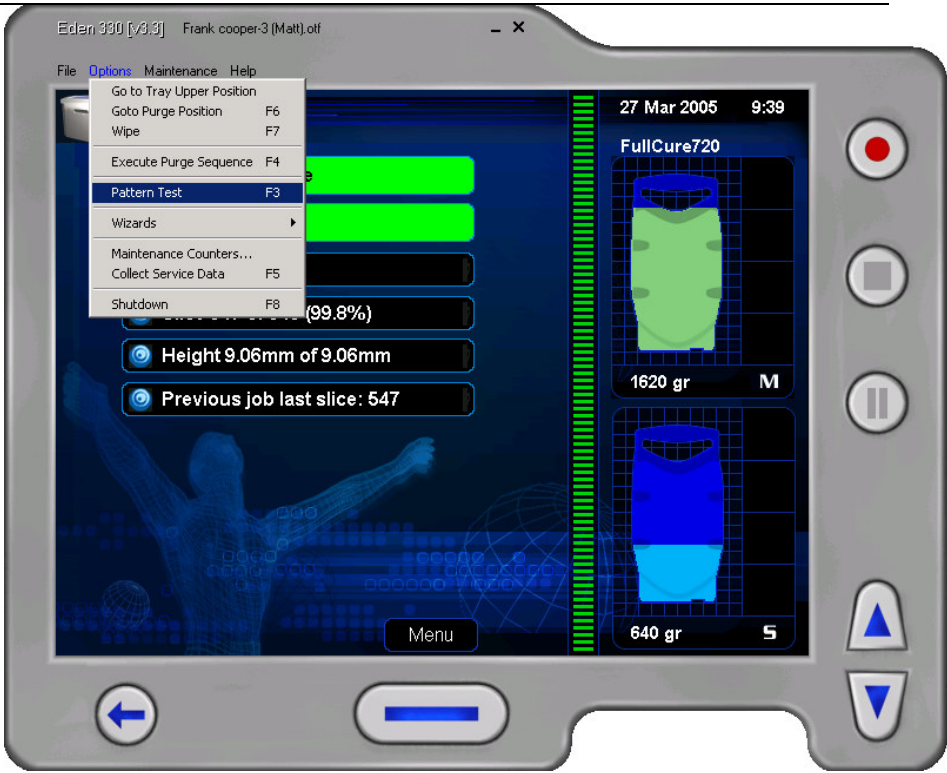 Eden 330 [v3.3] Frank cooper-3 (Matt).otf
File Options Maintenance Help
Go to Tray Upper Position
Goto Purge Position F6
Wipe F7
Execute Purge Sequence F4
Pattern Test F3
Wizards
Maintenance Counters...
Collect Service Data F5
Shutdown F8
(99.8%)
Height 9.06mm of 9.06mm
Previous job last slice: 547
Menu
27 Mar 2005 9:39
FullCure720
1620 gr M
640 gr S